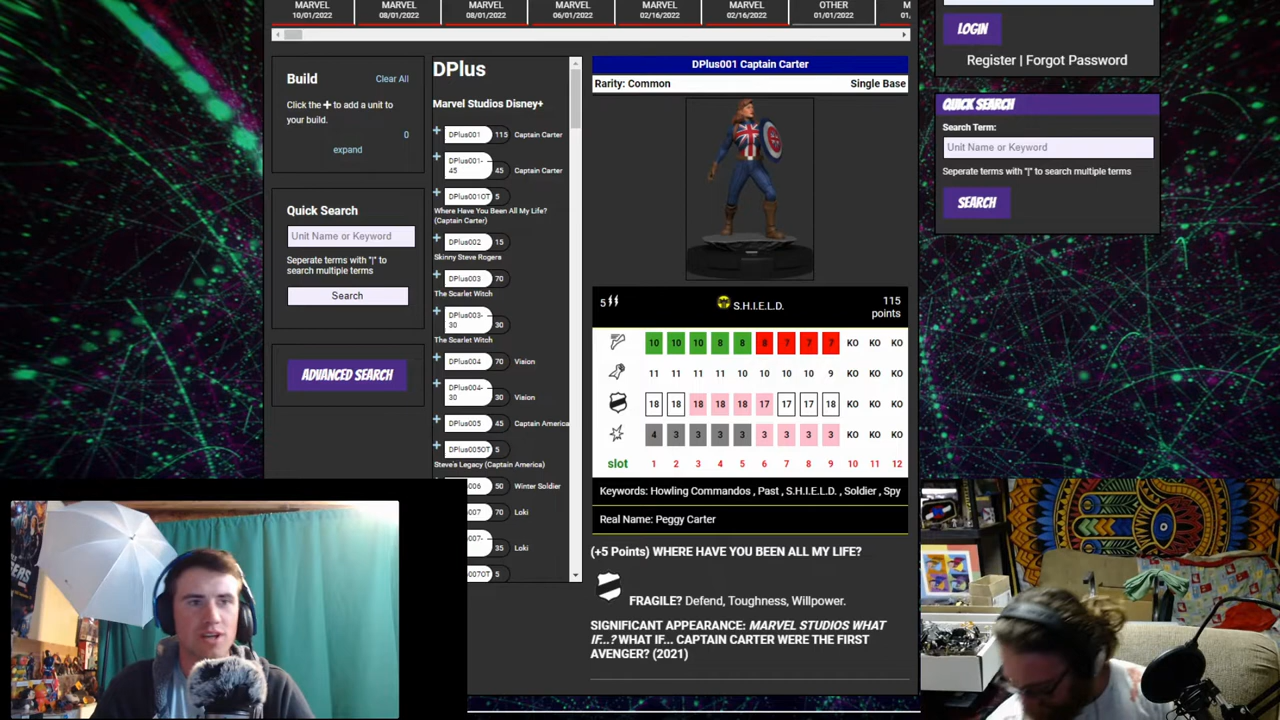 MARVEL
10/01/2022
MARVEL
08/01/2022
MARVEL
08/01/2022
MARVEL
06/01/2022
MARVEL
02/16/2022
MARVEL
02/16/2022
OTHER
01/01/2022
M
01,
Build
Clear All
Click the + to add a unit to
your build.
0
expand
Quick Search
Unit Name or Keyword
Seperate terms with "|" to
search multiple terms
Search
ADVANCED SEARCH
DPlus
Marvel Studios Disney+
DPlus001 115 Captain Carter
DPlus001-
45 45 Captain Carter
DPlus001OT 5
Where Have You Been All My Life?
(Captain Carter)
DPlus002 15
Skinny Steve Rogers
DPlus003 70
The Scarlet Witch
DPlus003-
30 30
The Scarlet Witch
DPlus004 70 Vision
DPlus004-
30 30 Vision
DPlus005 45 Captain America
DPlus005OT 5
Steve's Legacy (Captain America)
006 50 Winter Soldier
007 70 Loki
007-
35 Loki
007OT 5
DPlus001 Captain Carter
Rarity: Common Single Base
5 S.H.I.E.L.D. 115
points
10 10 10 8 8 8 7 7 7 KO KO KO
11 11 11 11 10 10 10 10 9 KO KO KO
18 18 18 18 18 17 17 17 18 KO KO KO
4 3 3 3 3 3 3 3 3 KO KO KO
slot 1 2 3 4 5 6 7 8 9 10 11 12
Keywords: Howling Commandos , Past , S.H.I.E.L.D. , Soldier , Spy
Real Name: Peggy Carter
(+5 Points) WHERE HAVE YOU BEEN ALL MY LIFE?
FRAGILE? Defend, Toughness, Willpower.
SIGNIFICANT APPEARANCE: MARVEL STUDIOS WHAT
IF...? WHAT IF... CAPTAIN CARTER WERE THE FIRST
AVENGER? (2021)
LOGIN
Register | Forgot Password
QUICK SEARCH
Search Term:
Unit Name or Keyword
Seperate terms with "|" to search multiple terms
SEARCH